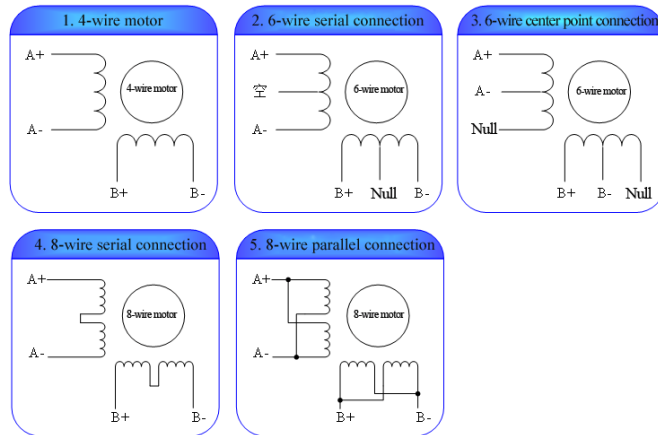 1. 4-wire motor
A+
4-wire motor
A-
B+ B-
2. 6-wire serial connection
A+
空
6-wire motor
A-
B+ Null B-
3. 6-wire center point connection
A+
A-
6-wire motor
Null
B+ B- Null
4. 8-wire serial connection
A+
8-wire motor
A-
B+ B-
5. 8-wire parallel connection
A+
8-wire motor
A-
B+ B-